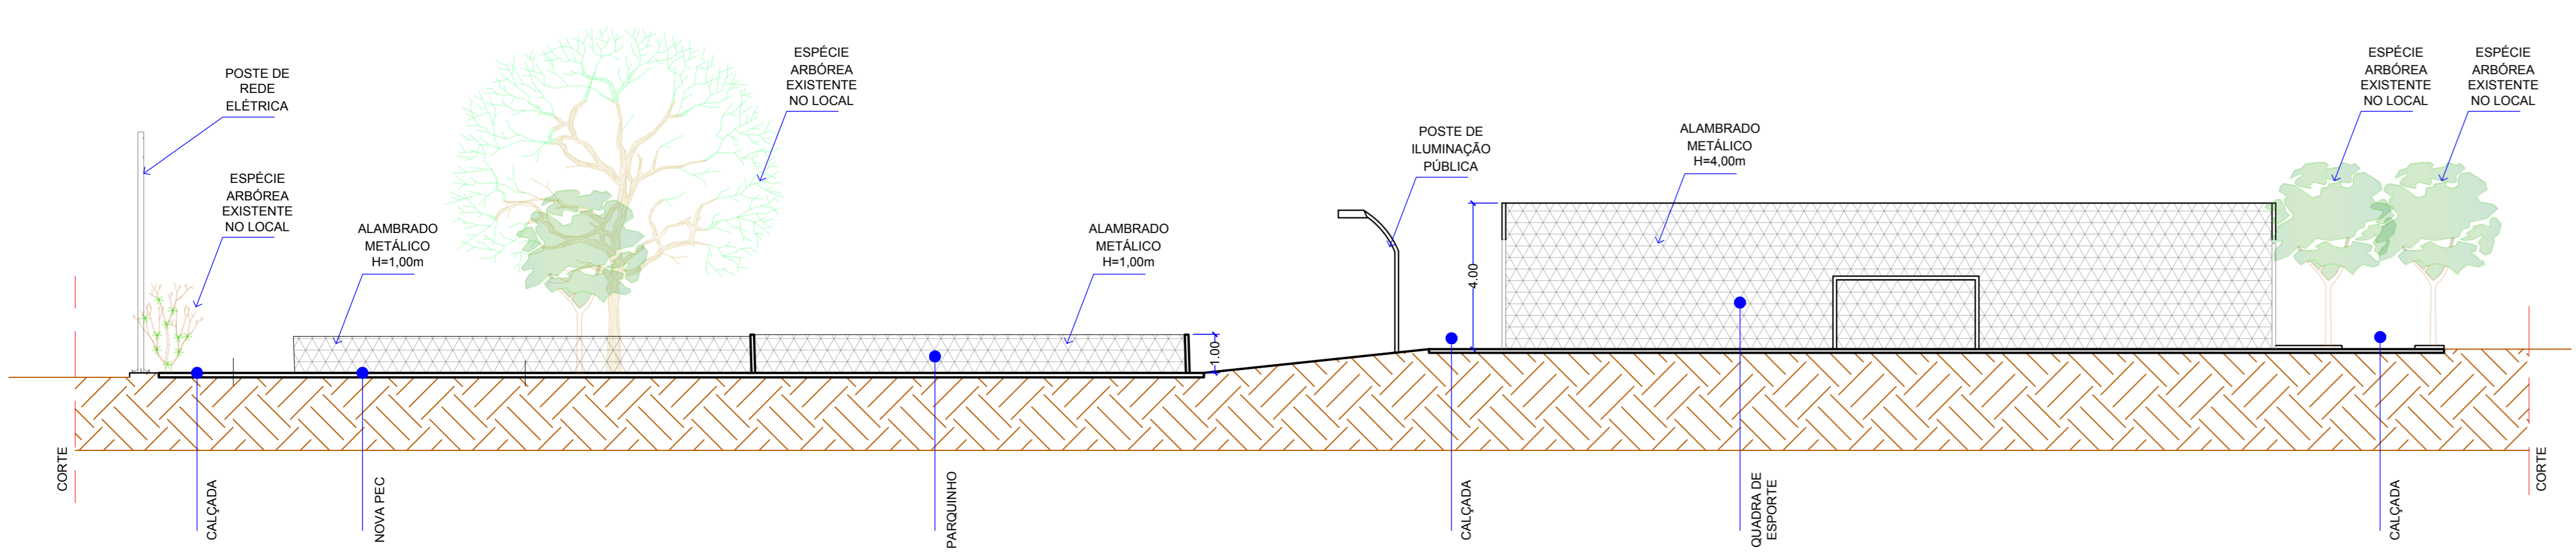 POSTE DE
REDE
ELÉTRICA
ESPÉCIE
ARBÓREA
EXISTENTE
NO LOCAL
ALAMBRADO
METÁLICO
H=1,00m
ESPÉCIE
ARBÓREA
EXISTENTE
NO LOCAL
ALAMBRADO
METÁLICO
H=1,00m
1.00
POSTE DE
ILUMINAÇÃO
PÚBLICA
4.00
ALAMBRADO
METÁLICO
H=4,00m
ESPÉCIE
ARBÓREA
EXISTENTE
NO LOCAL
ESPÉCIE
ARBÓREA
EXISTENTE
NO LOCAL
CORTE
CALÇADA
NOVA PEC
PARQUINHO
CALÇADA
QUADRA DE
ESPORTE
CALÇADA
CORTE